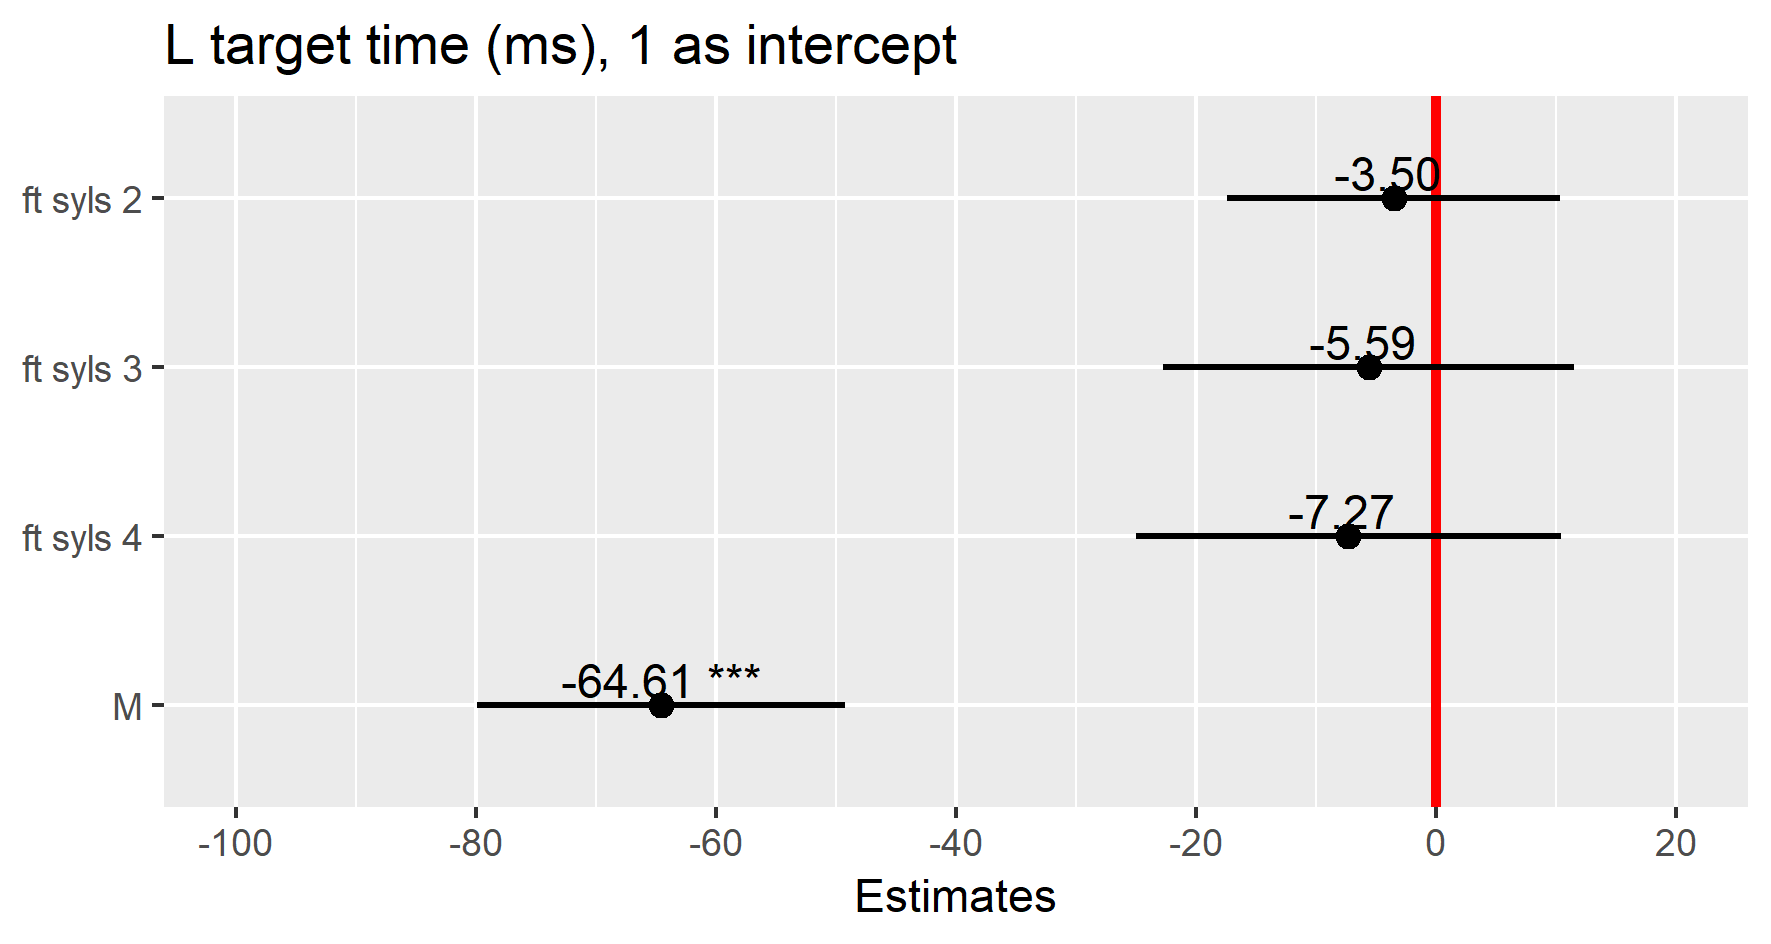 L target time (ms), 1 as intercept
ft syls 2
-3.50
ft syls 3
-5.59
ft syls 4
-7.27
M
-64.61 ***
-100 -80 -60 -40 -20 0 20
Estimates